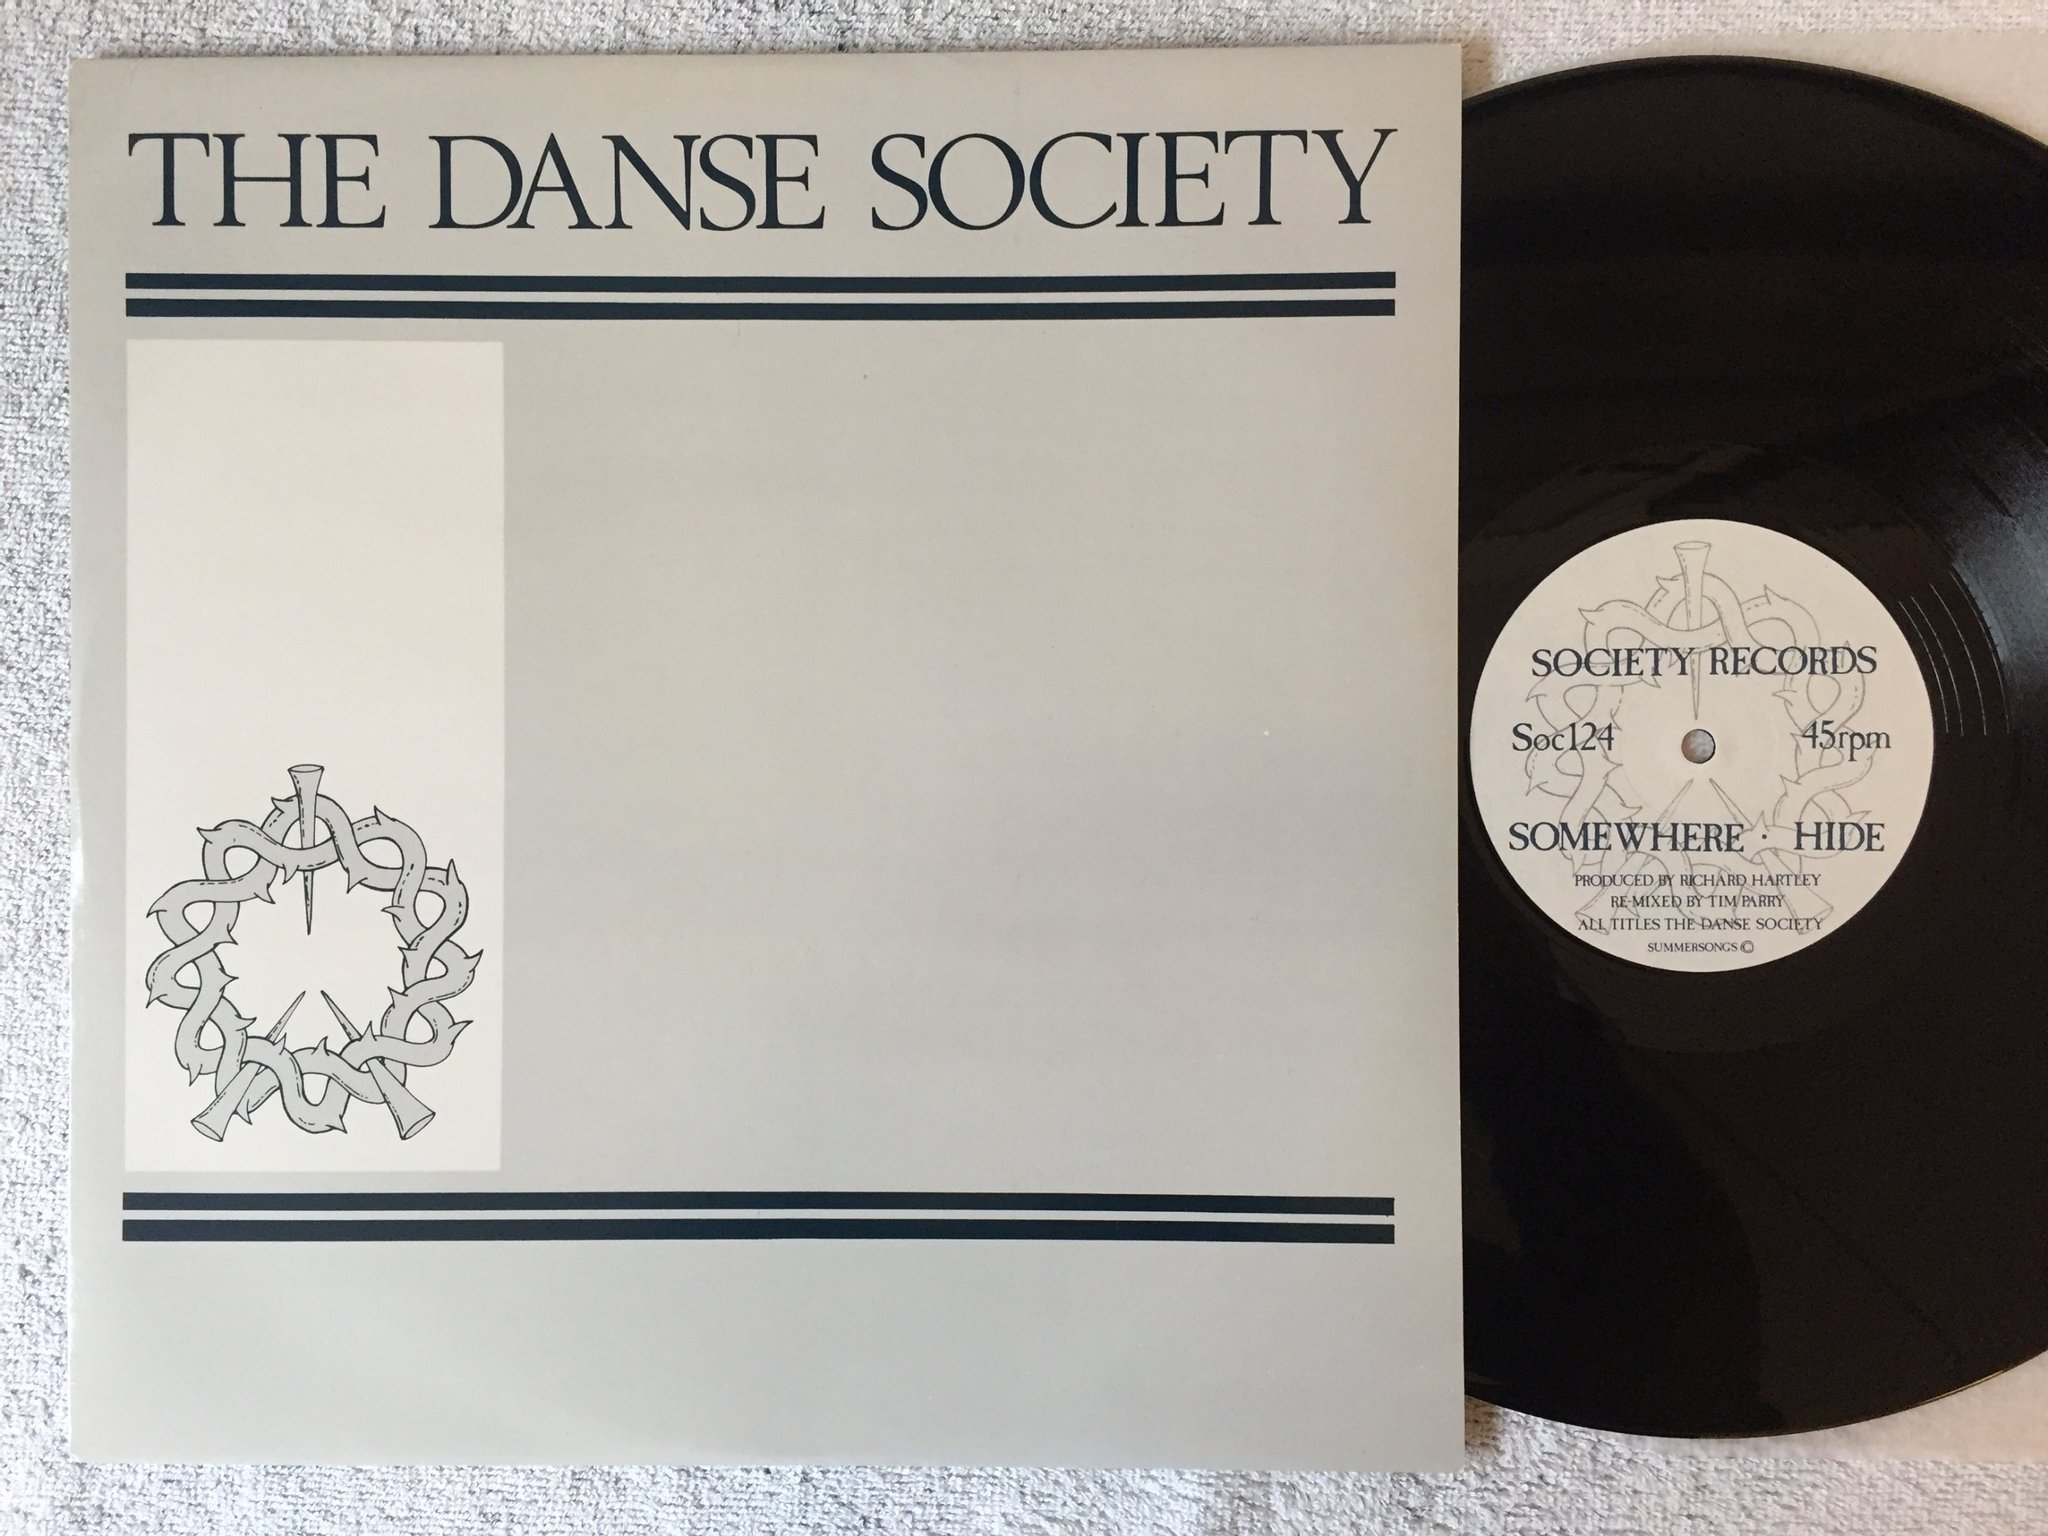 THE DANSE SOCIETY
SOCIETY RECORDS
Soc124 45rpm
SOMEWHERE · HIDE
PRODUCED BY RICHARD HARTLEY
RE-MIXED BY TIM PARRY
ALL TITLES THE DANSE SOCIETY
SUMMERSONGS ©